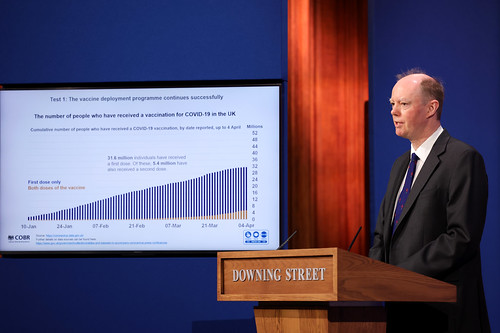 Test 1: The vaccine deployment programme continues successfully
The number of people who have received a vaccination for COVID-19 in the UK
Cumulative number of people who have received a COVID-19 vaccination, by date reported, up to 4 April
Millions
52
48
44
40
36
32
28
24
20
16
12
8
4
0
31.6 million individuals have received
a first dose. Of these, 5.4 million have
also received a second dose.
First dose only
Both doses of the vaccine
10-Jan 24-Jan 07-Feb 21-Feb 07-Mar 21-Mar 04-Apr
COBR
DOWNING STREET